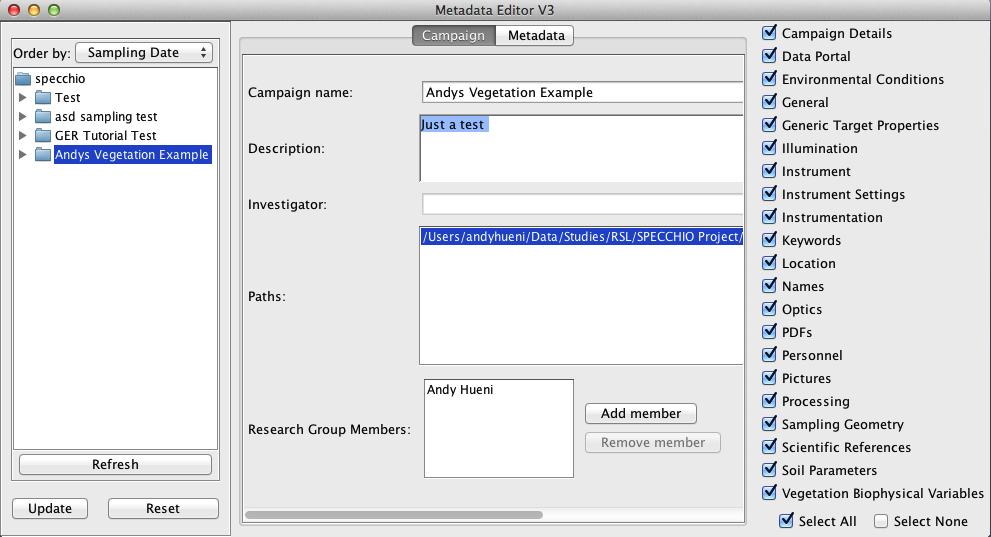 Metadata Editor V3
Order by: Sampling Date
specchio
Test
asd sampling test
GER Tutorial Test
Andys Vegetation Example
Refresh
Update Reset
Campaign Metadata
Campaign name: Andys Vegetation Example
Description: Just a test
Investigator:
Paths: /Users/andyhueni/Data/Studies/RSL/SPECCHIO Project/
Research Group Members: Andy Hueni
Add member
Remove member
Campaign Details
Data Portal
Environmental Conditions
General
Generic Target Properties
Illumination
Instrument
Instrument Settings
Instrumentation
Keywords
Location
Names
Optics
PDFs
Personnel
Pictures
Processing
Sampling Geometry
Scientific References
Soil Parameters
Vegetation Biophysical Variables
Select All Select None